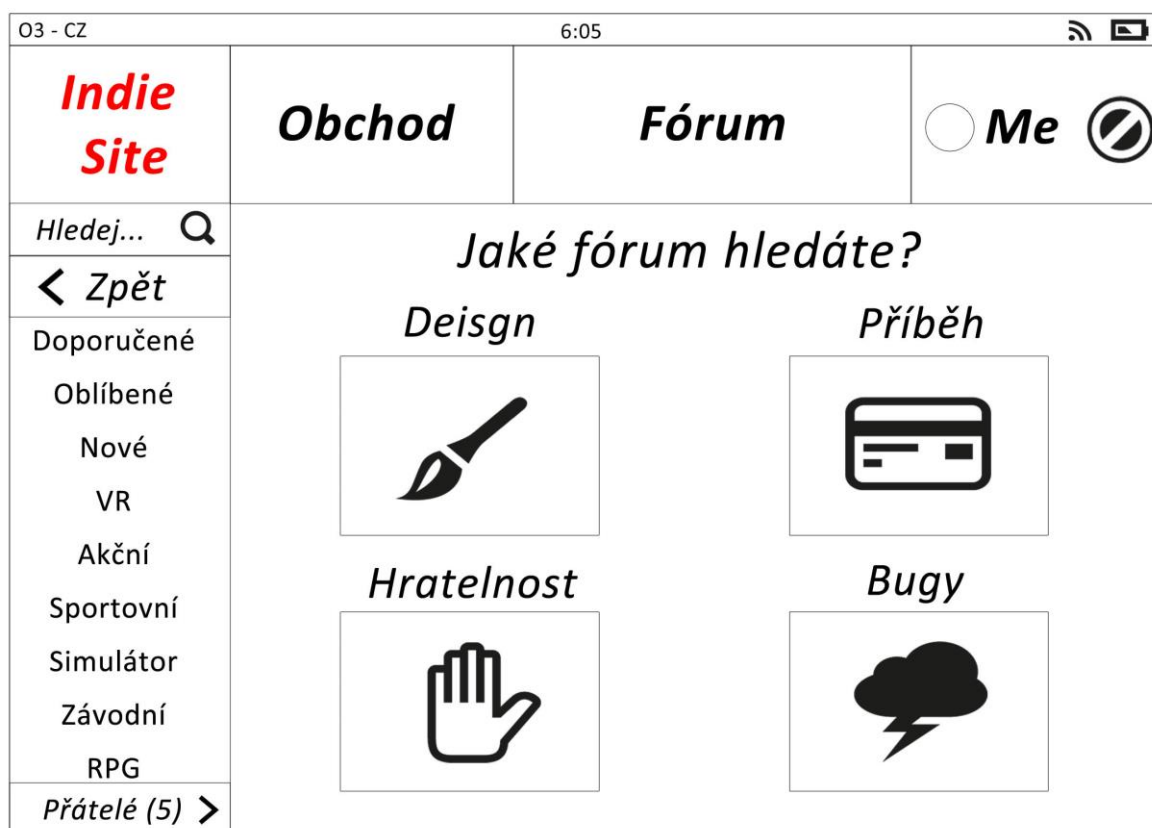 O3 - CZ
6:05
Indie
Site
Obchod
Fórum
Me
Hledej...
Zpět
Doporučené
Oblíbené
Nové
VR
Akční
Sportovní
Simulátor
Závodní
RPG
Přátelé (5)
Jaké fórum hledáte?
Deisgn
Příběh
Hratelnost
Bugy